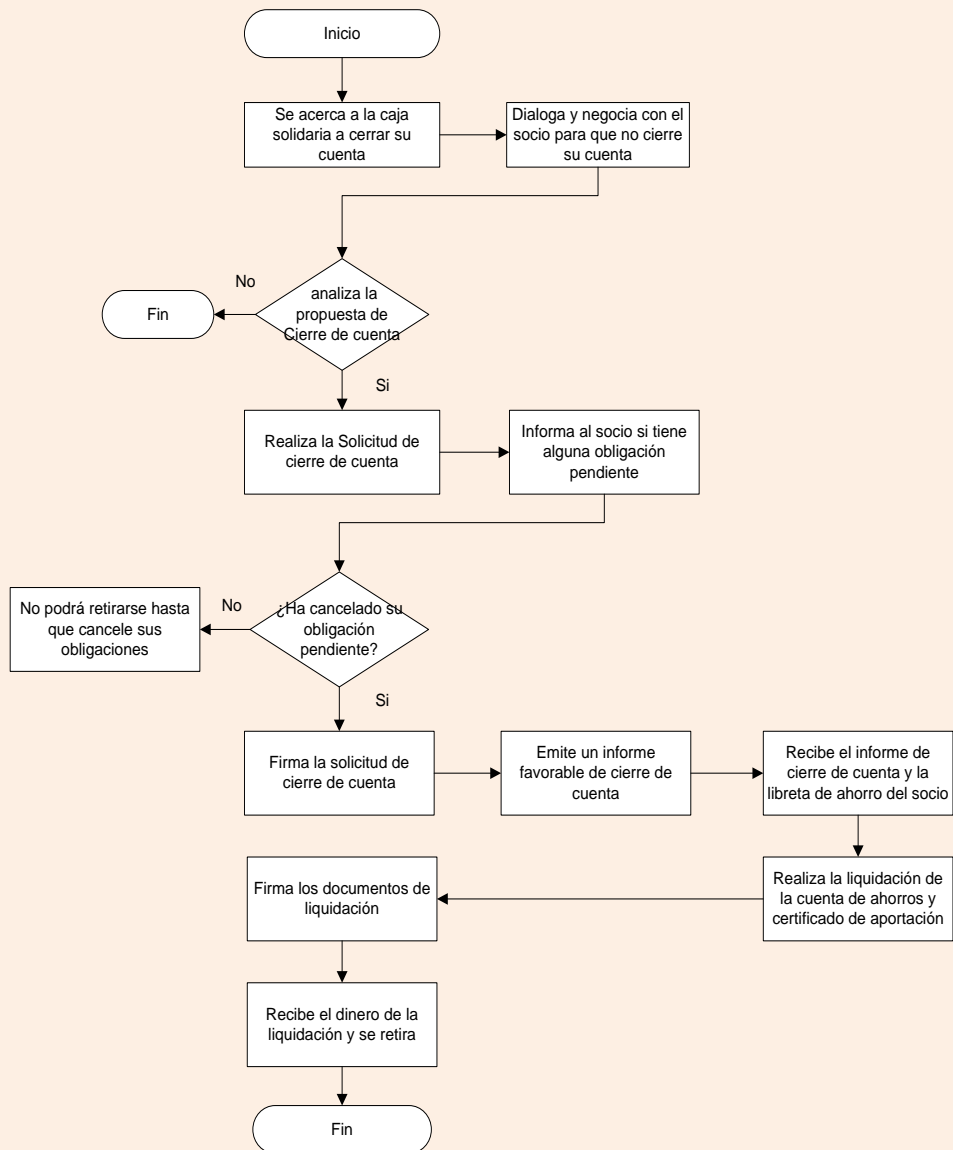 Inicio
Se acerca a la caja
solidaria a cerrar su
cuenta
Dialoga y negocia con el
socio para que no cierre
su cuenta
No
analiza la
propuesta de
Cierre de cuenta
Fin
Si
Realiza la Solicitud de
cierre de cuenta
Informa al socio si tiene
alguna obligación
pendiente
No podrá retirarse hasta
que cancele sus
obligaciones
No
¿Ha cancelado su
obligación
pendiente?
Si
Firma la solicitud de
cierre de cuenta
Emite un informe
favorable de cierre de
cuenta
Recibe el informe de
cierre de cuenta y la
libreta de ahorro del socio
Firma los documentos de
liquidación
Realiza la liquidación de
la cuenta de ahorros y
certificado de aportación
Recibe el dinero de la
liquidación y se retira
Fin